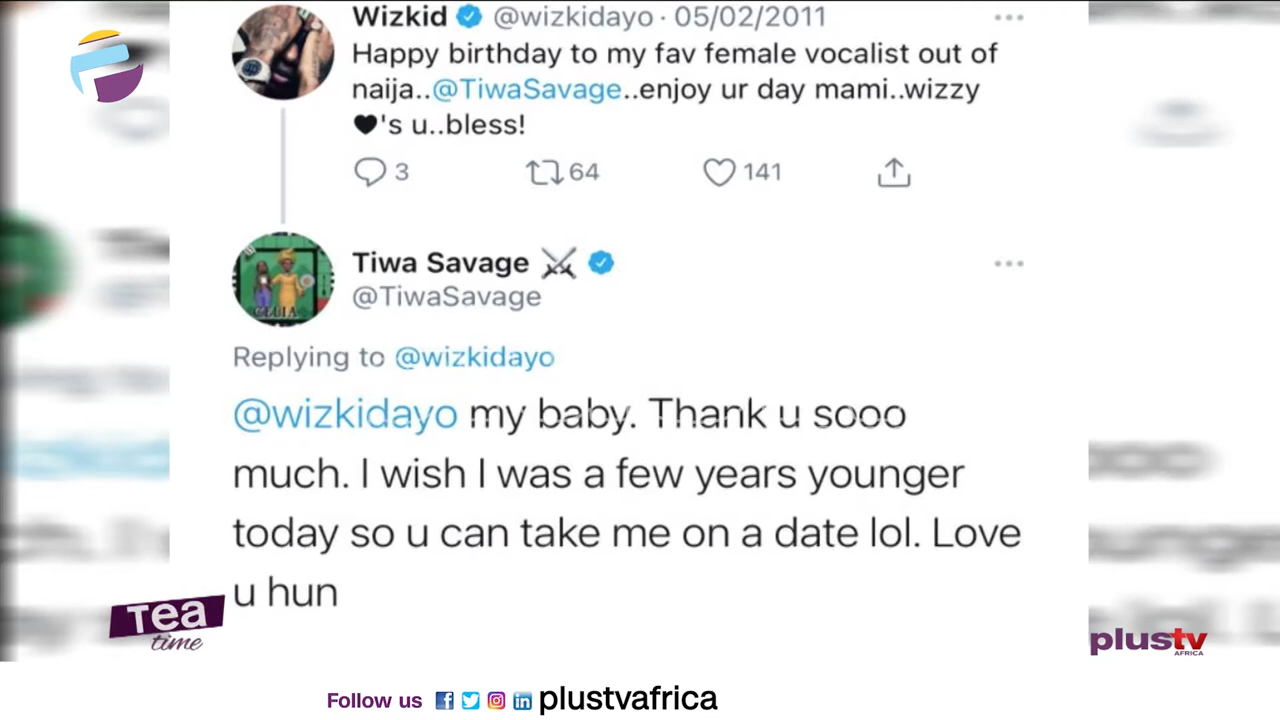 Wizkid @wizkidayo · 05/02/2011
Happy birthday to my fav female vocalist out of
naija..@TiwaSavage..enjoy ur day mami..wizzy
🖤's u..bless!
3 64 141
Tiwa Savage ⚔
@TiwaSavage
Replying to @wizkidayo
@wizkidayo my baby. Thank u sooo
much. I wish I was a few years younger
today so u can take me on a date lol. Love
u hun
Tea
time
plustv
AFRICA
Follow us plustvafrica